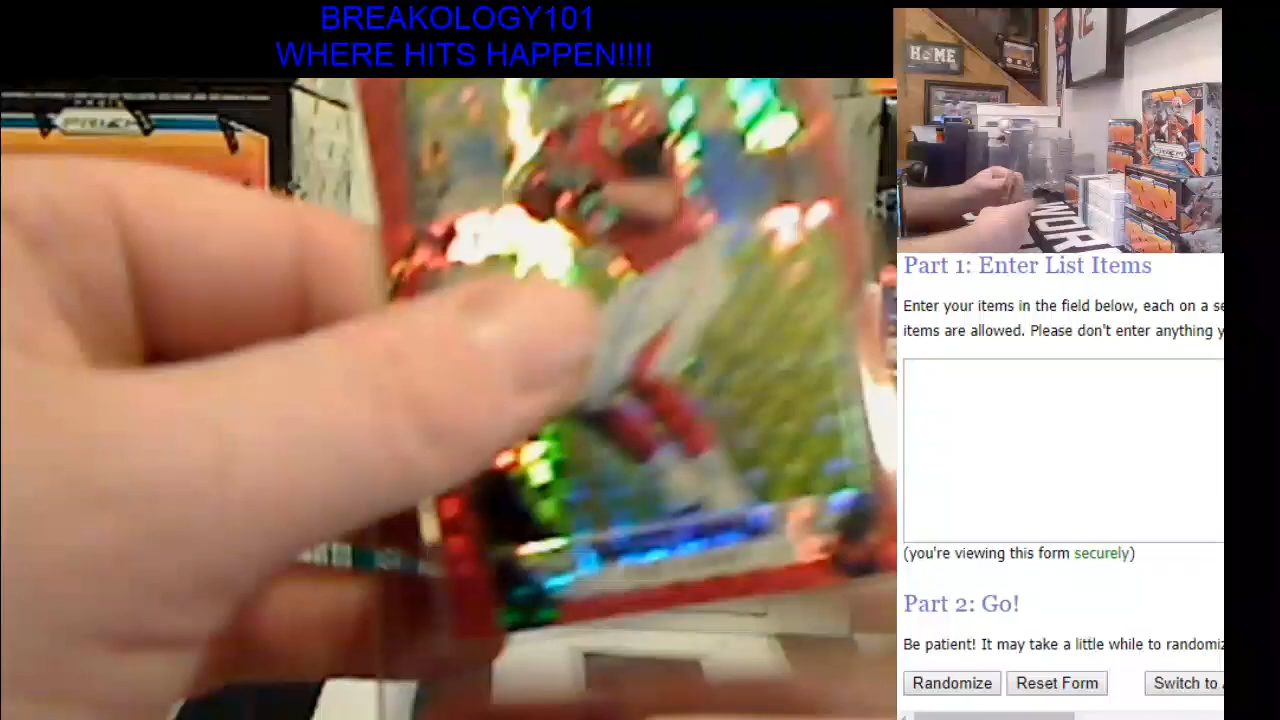 BREAKOLOGY101
WHERE HITS HAPPEN!!!!
PRIZM
HOME
Part 1: Enter List Items
Enter your items in the field below, each on a se
items are allowed. Please don't enter anything y
(you're viewing this form securely)
Part 2: Go!
Be patient! It may take a little while to randomiz
Randomize
Reset Form
Switch to